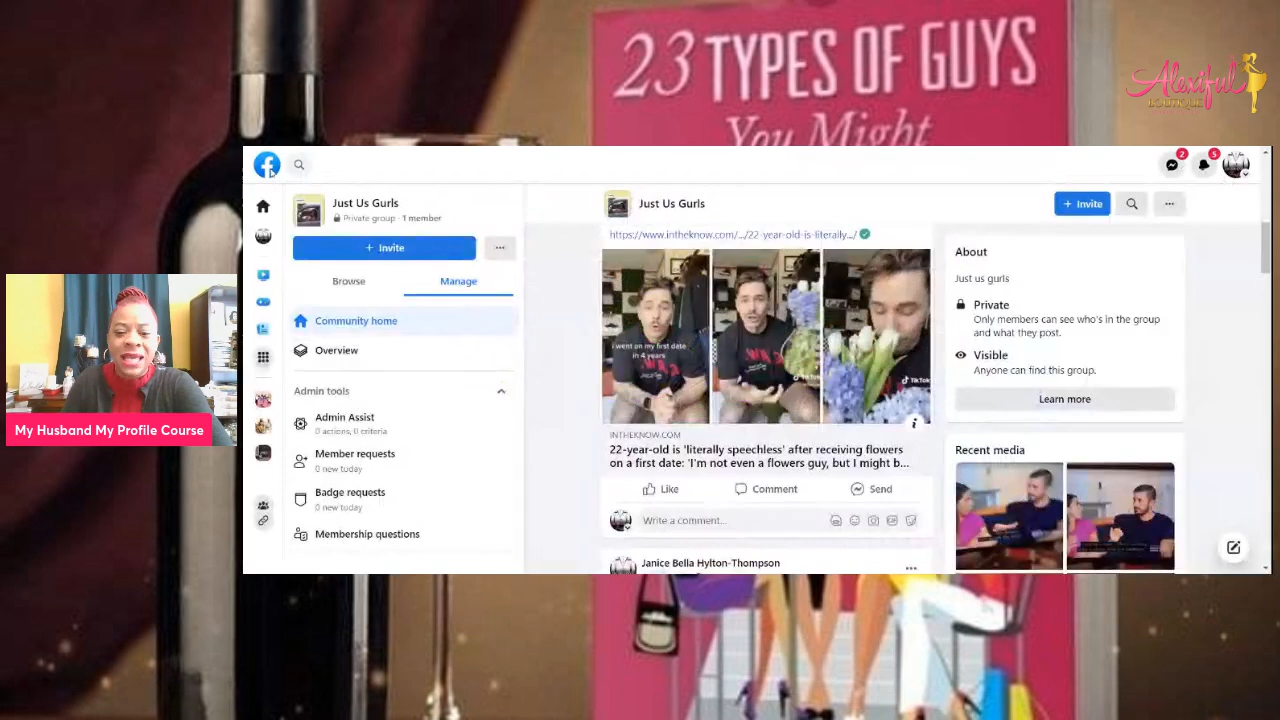 23 TYPES OF GUYS
You Might
Alexiful
BOUTIQUE
2
5
Just Us Gurls
Private group · 1 member
+ Invite
...
Browse
Manage
Community home
Overview
Admin tools
Admin Assist
0 actions, 0 criteria
Member requests
0 new today
Badge requests
0 new today
Membership questions
Just Us Gurls
+ Invite
...
https://www.intheknow.com/.../22-year-old-is-literally.../
i went on my first date
in 4 years
TikTok
INTHEKNOW.COM
22-year-old is 'literally speechless' after receiving flowers
on a first date: 'I'm not even a flowers guy, but I might b...
Like
Comment
Send
Write a comment...
GIF
Janice Bella Hylton-Thompson
...
About
Just us gurls
Private
Only members can see who's in the group
and what they post.
Visible
Anyone can find this group.
Learn more
Recent media
My Husband My Profile Course